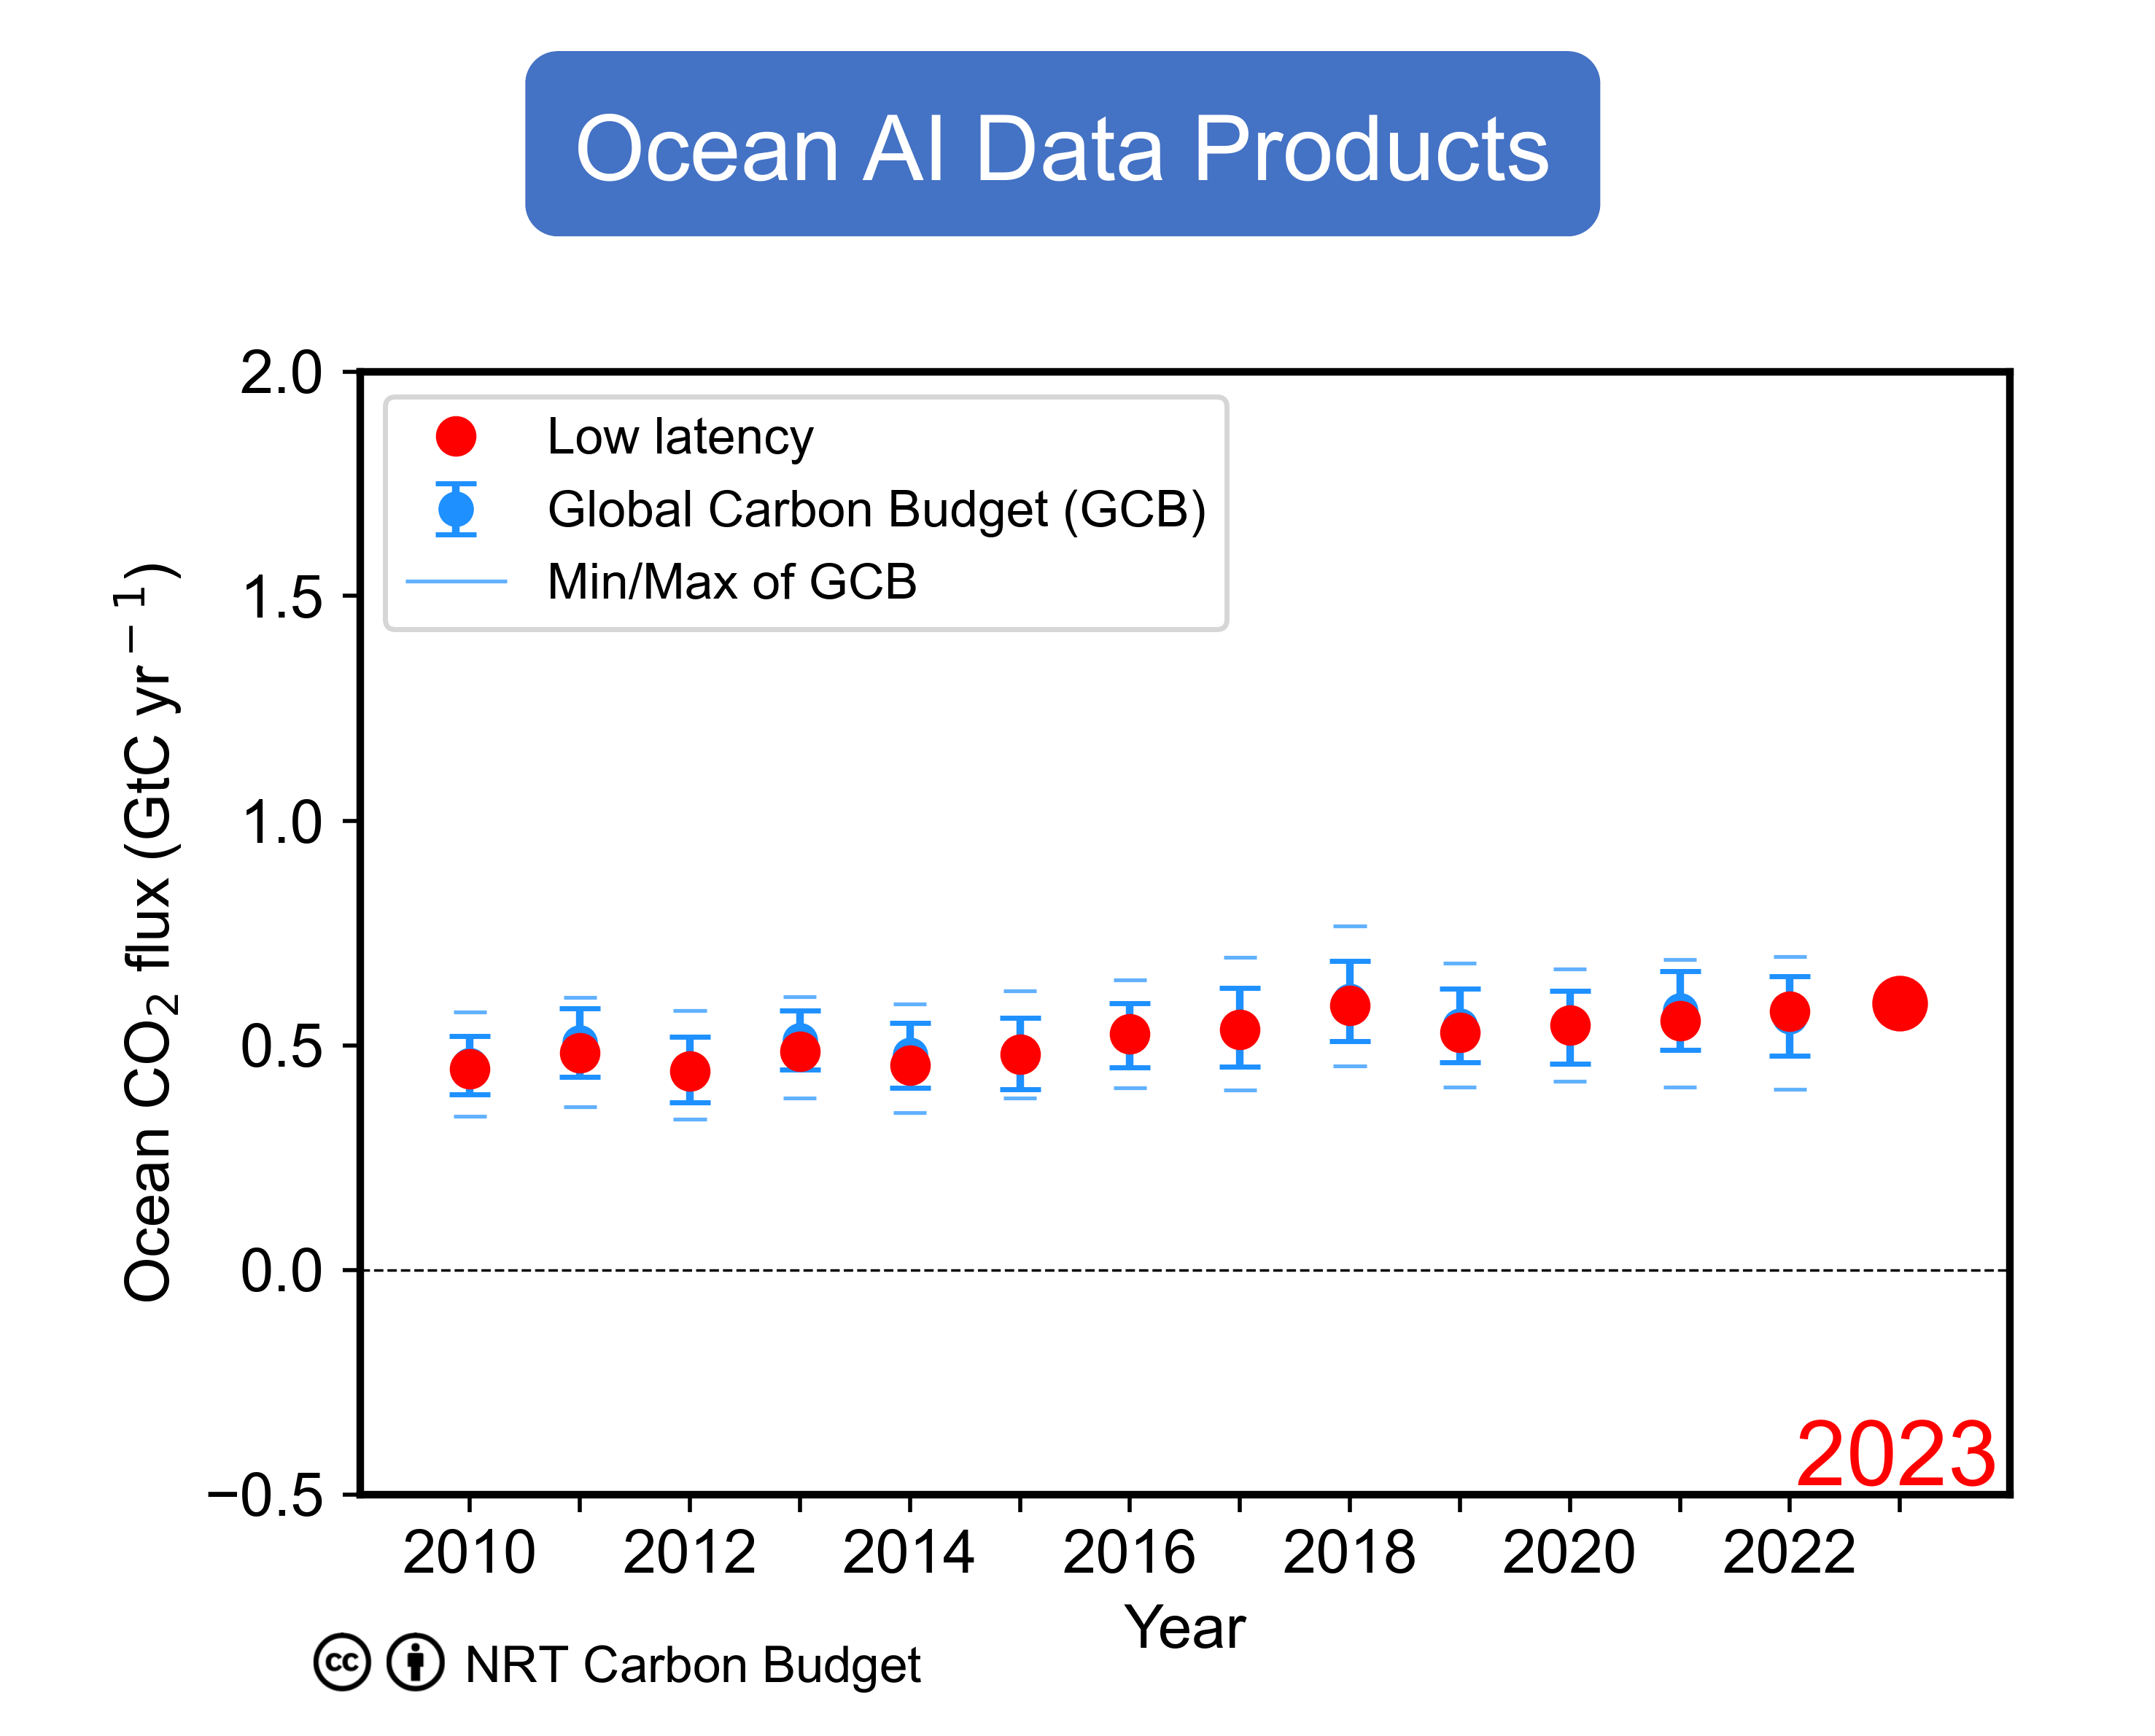 Ocean AI Data Products
Low latency
Global Carbon Budget (GCB)
Min/Max of GCB
2.0
1.5
1.0
0.5
0.0
−0.5
Ocean CO₂ flux (GtC yr⁻¹)
2023
2010 2012 2014 2016 2018 2020 2022
Year
cc NRT Carbon Budget